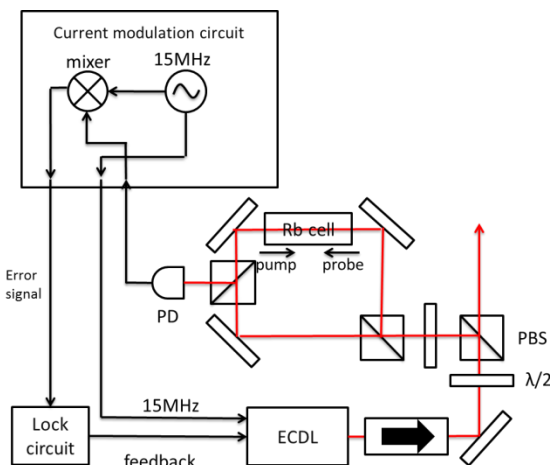 Current modulation circuit
mixer
15MHz
Rb cell
pump
probe
Error
signal
PD
PBS
λ/2
15MHz
Lock
circuit
feedback
ECDL